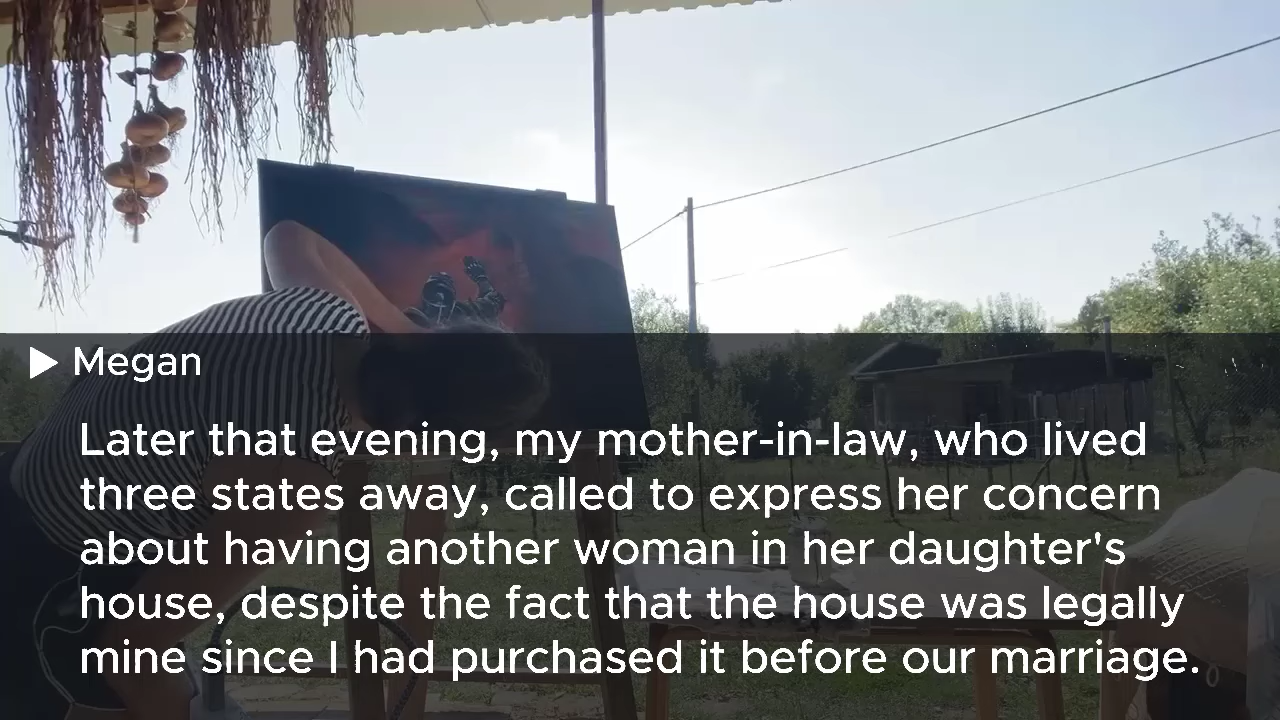 Megan
Later that evening, my mother-in-law, who lived
three states away, called to express her concern
about having another woman in her daughter's
house, despite the fact that the house was legally
mine since I had purchased it before our marriage.